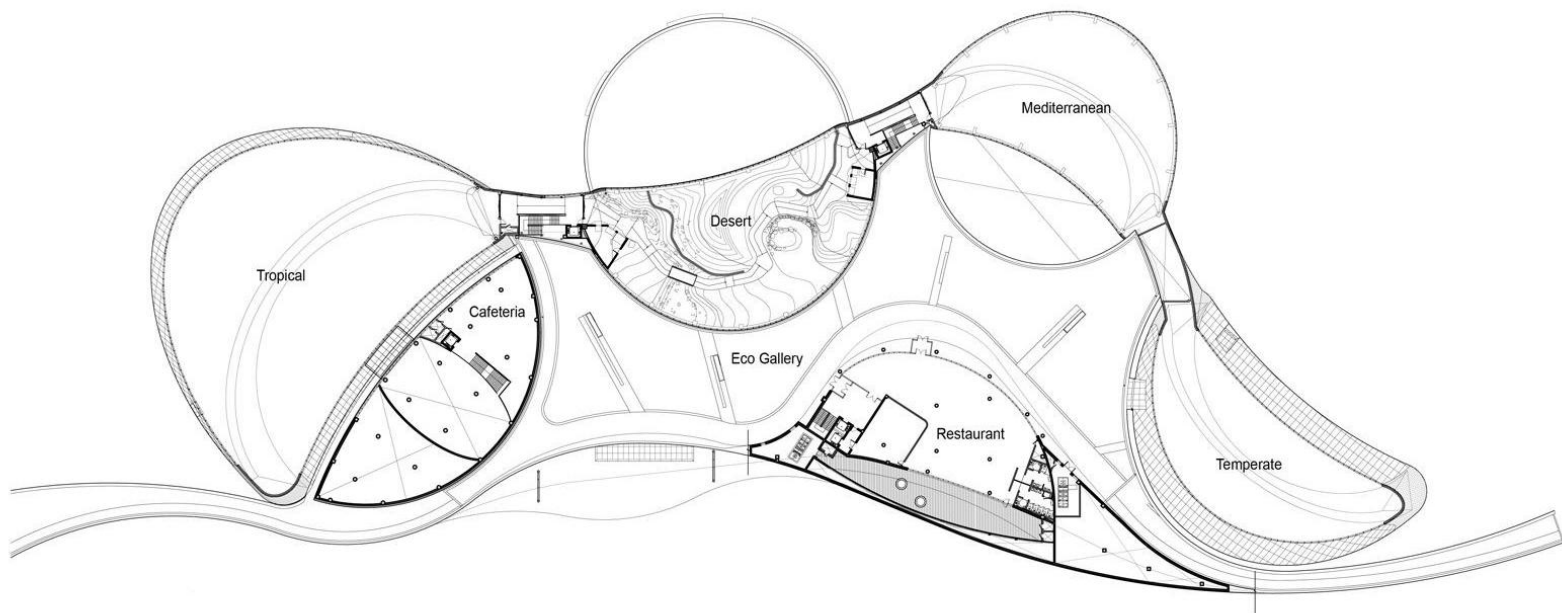 Mediterranean
Desert
Tropical
Cafeteria
Eco Gallery
Restaurant
Temperate